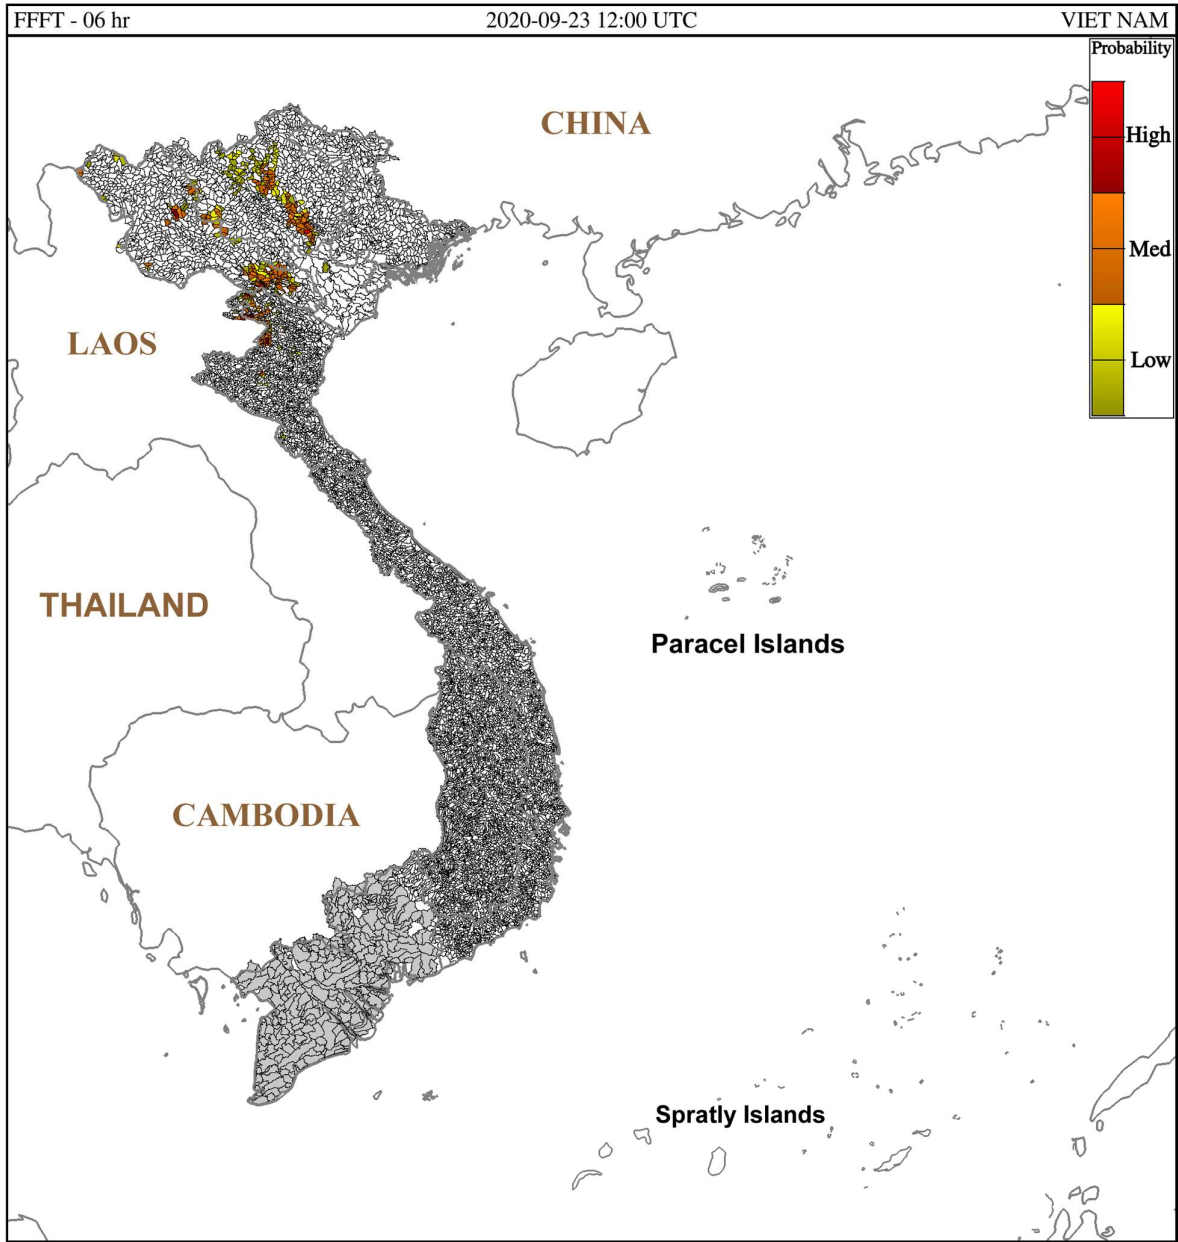 FFFT - 06 hr
2020-09-23 12:00 UTC
VIET NAM
Probability
CHINA
High
Med
LAOS
Low
THAILAND
Paracel Islands
CAMBODIA
Spratly Islands